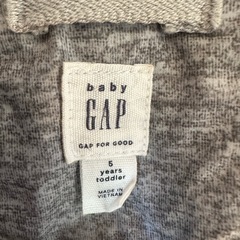 baby
GAP
GAP FOR GOOD
5
years
toddler
MADE IN
VIETNAM